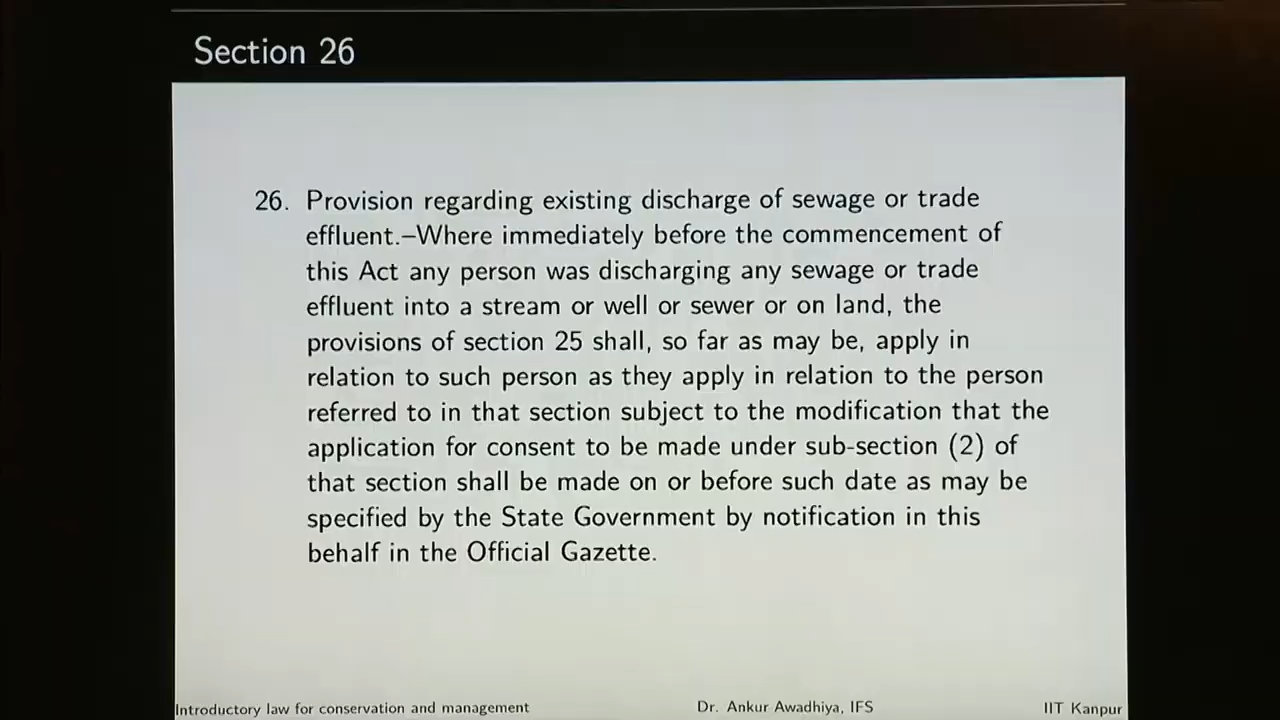 Section 26
26. Provision regarding existing discharge of sewage or trade
effluent.–Where immediately before the commencement of
this Act any person was discharging any sewage or trade
effluent into a stream or well or sewer or on land, the
provisions of section 25 shall, so far as may be, apply in
relation to such person as they apply in relation to the person
referred to in that section subject to the modification that the
application for consent to be made under sub-section (2) of
that section shall be made on or before such date as may be
specified by the State Government by notification in this
behalf in the Official Gazette.
Introductory law for conservation and management Dr. Ankur Awadhiya, IFS IIT Kanpur